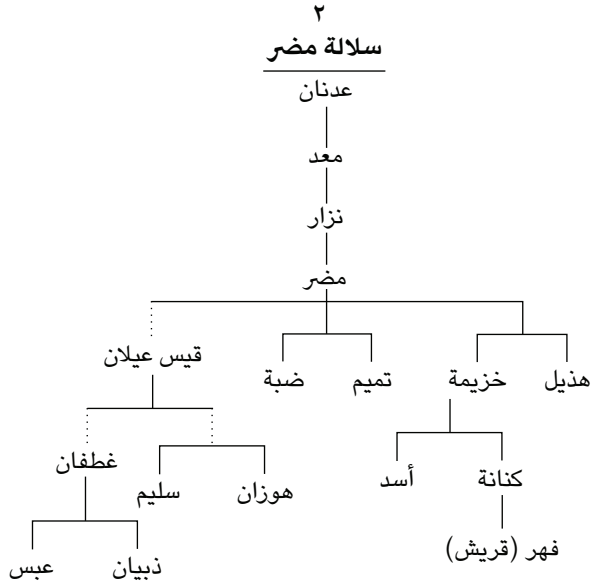 ٢
سلالة مضر
عدنان
معد
نزار
مضر
هذيل خزيمة تميم ضبة قيس عيلان
كنانة أسد هوزان سليم غطفان
فهر (قريش) ذبيان عبس